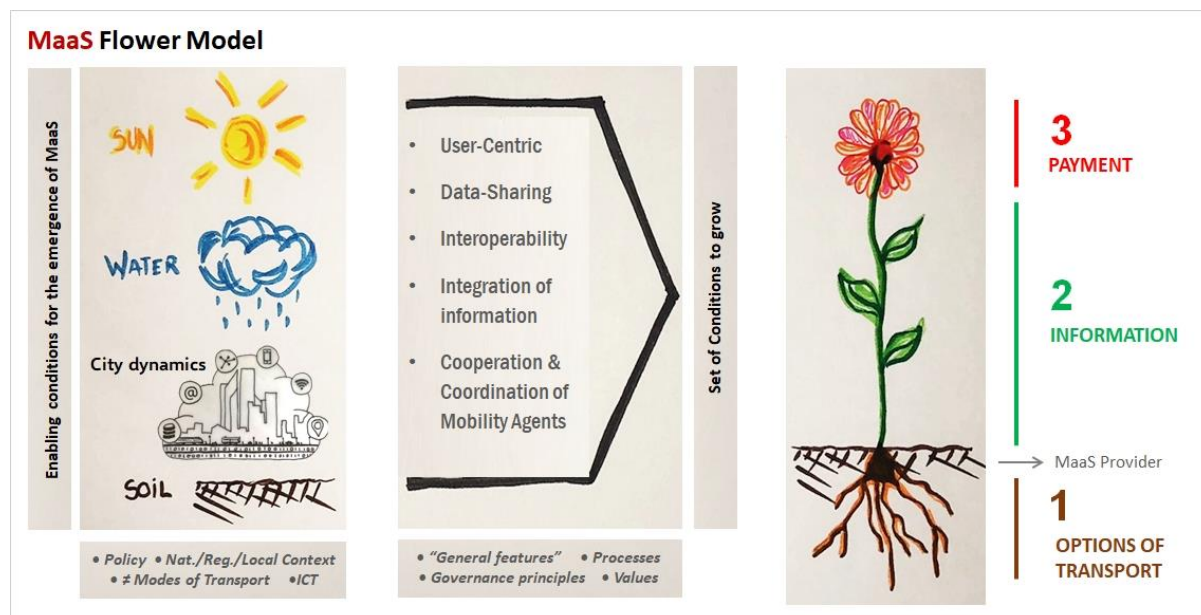 MaaS Flower Model
Enabling conditions for the emergence of MaaS
SUN
WATER
City dynamics
@
SOIL
• Policy • Nat./Reg./Local Context
• ≠ Modes of Transport • ICT
• User-Centric
• Data-Sharing
• Interoperability
• Integration of
information
• Cooperation &
Coordination of
Mobility Agents
• "General features" • Processes
• Governance principles • Values
Set of Conditions to grow
3
PAYMENT
2
INFORMATION
MaaS Provider
1
OPTIONS OF
TRANSPORT